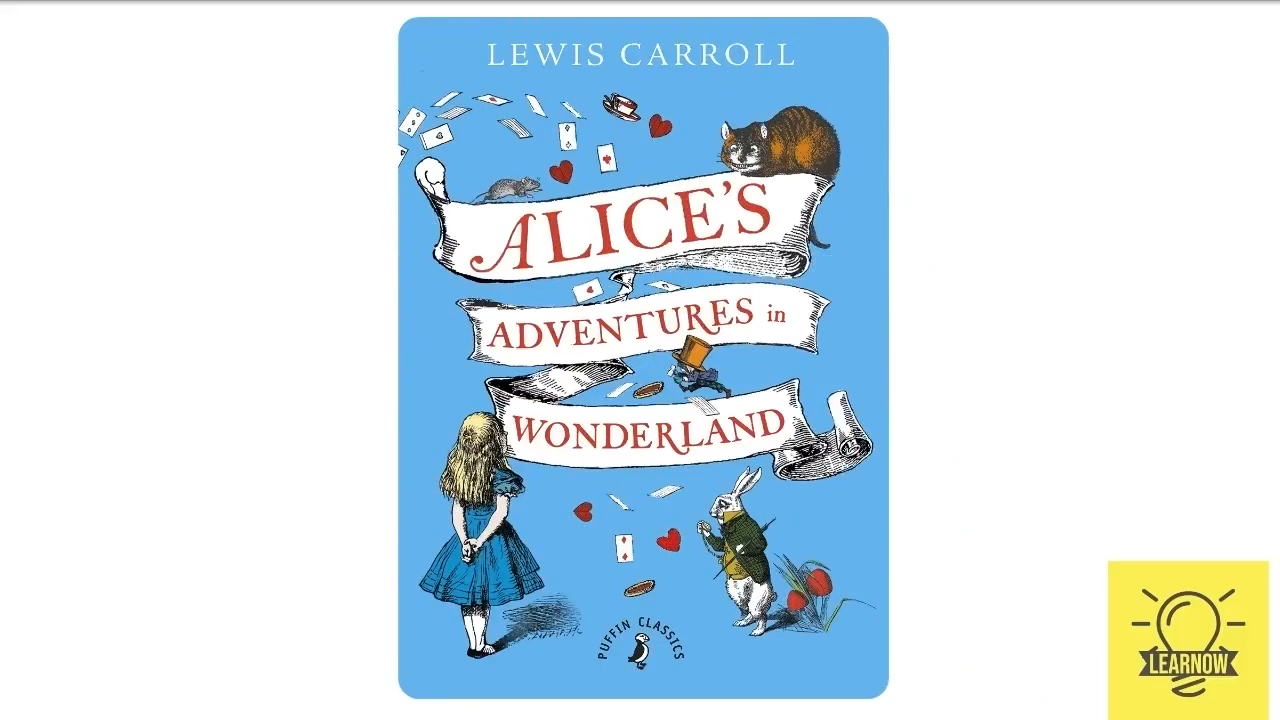 LEWIS CARROLL
ALICE'S
ADVENTURES in
WONDERLAND
PUFFIN CLASSICS
LEARNOW